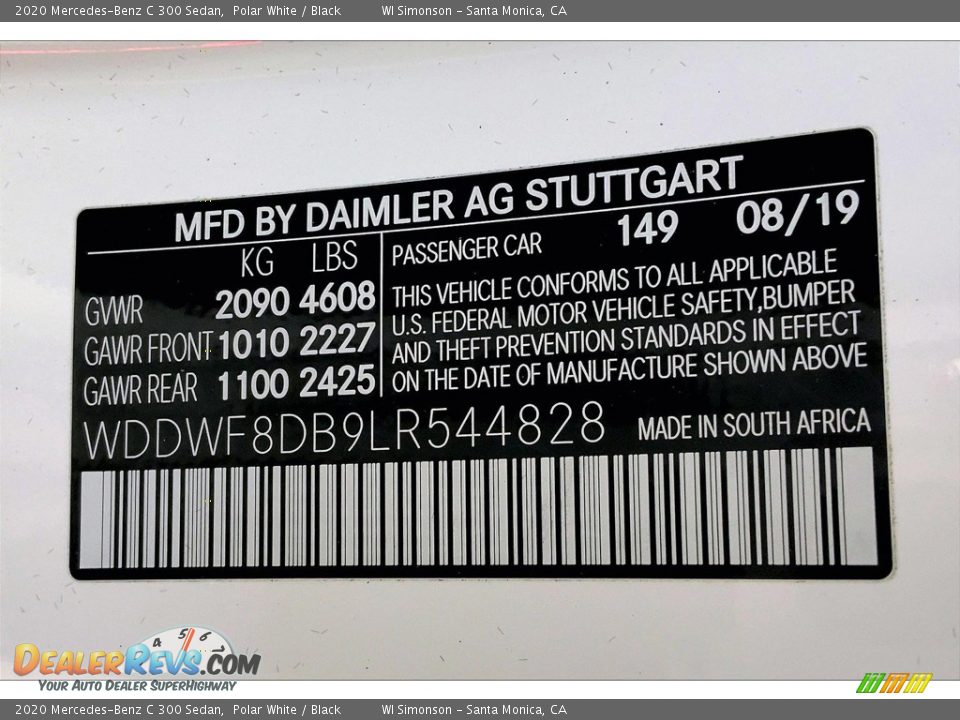 2020 Mercedes-Benz C 300 Sedan, Polar White / Black WI Simonson - Santa Monica, CA
MFD BY DAIMLER AG STUTTGART
KG LBS
GVWR 2090 4608
GAWR FRONT 1010 2227
GAWR REAR 1100 2425
PASSENGER CAR 149 08/19
THIS VEHICLE CONFORMS TO ALL APPLICABLE
U.S. FEDERAL MOTOR VEHICLE SAFETY,BUMPER
AND THEFT PREVENTION STANDARDS IN EFFECT
ON THE DATE OF MANUFACTURE SHOWN ABOVE
WDDWF8DB9LR544828 MADE IN SOUTH AFRICA
4 5 6
DEALERREVS.COM
YOUR AUTO DEALER SUPERHIGHWAY
2020 Mercedes-Benz C 300 Sedan, Polar White / Black WI Simonson - Santa Monica, CA